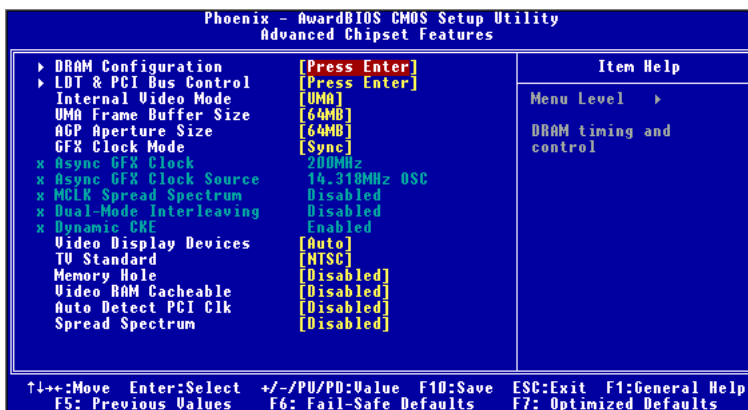 Phoenix - AwardBIOS CMOS Setup Utility
Advanced Chipset Features
▸ DRAM Configuration [Press Enter]
▸ LDT & PCI Bus Control [Press Enter]
Internal Video Mode [UMA]
UMA Frame Buffer Size [64MB]
AGP Aperture Size [64MB]
GFX Clock Mode [Sync]
x Async GFX Clock 200MHz
x Async GFX Clock Source 14.318MHz OSC
x MCLK Spread Spectrum Disabled
x Dual-Mode Interleaving Disabled
x Dynamic CKE Enabled
Video Display Devices [Auto]
TV Standard [NTSC]
Memory Hole [Disabled]
Video RAM Cacheable [Disabled]
Auto Detect PCI Clk [Disabled]
Spread Spectrum [Disabled]
Item Help
Menu Level ▸
DRAM timing and
control
↑↓→←:Move Enter:Select +/-/PU/PD:Value F10:Save ESC:Exit F1:General Help
F5: Previous Values F6: Fail-Safe Defaults F7: Optimized Defaults